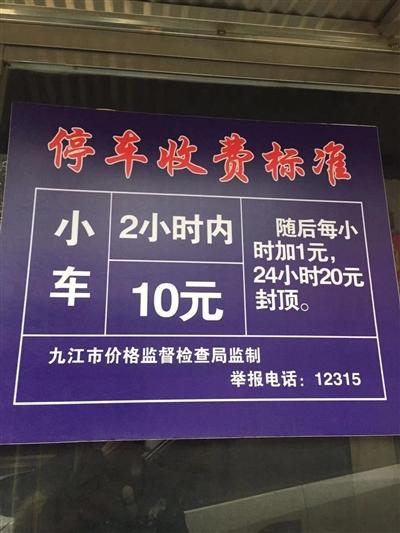 停车收费标准
小车
2小时内
10元
随后每小
时加1元，
24小时20元
封顶。
九江市价格监督检查局监制
举报电话：12315